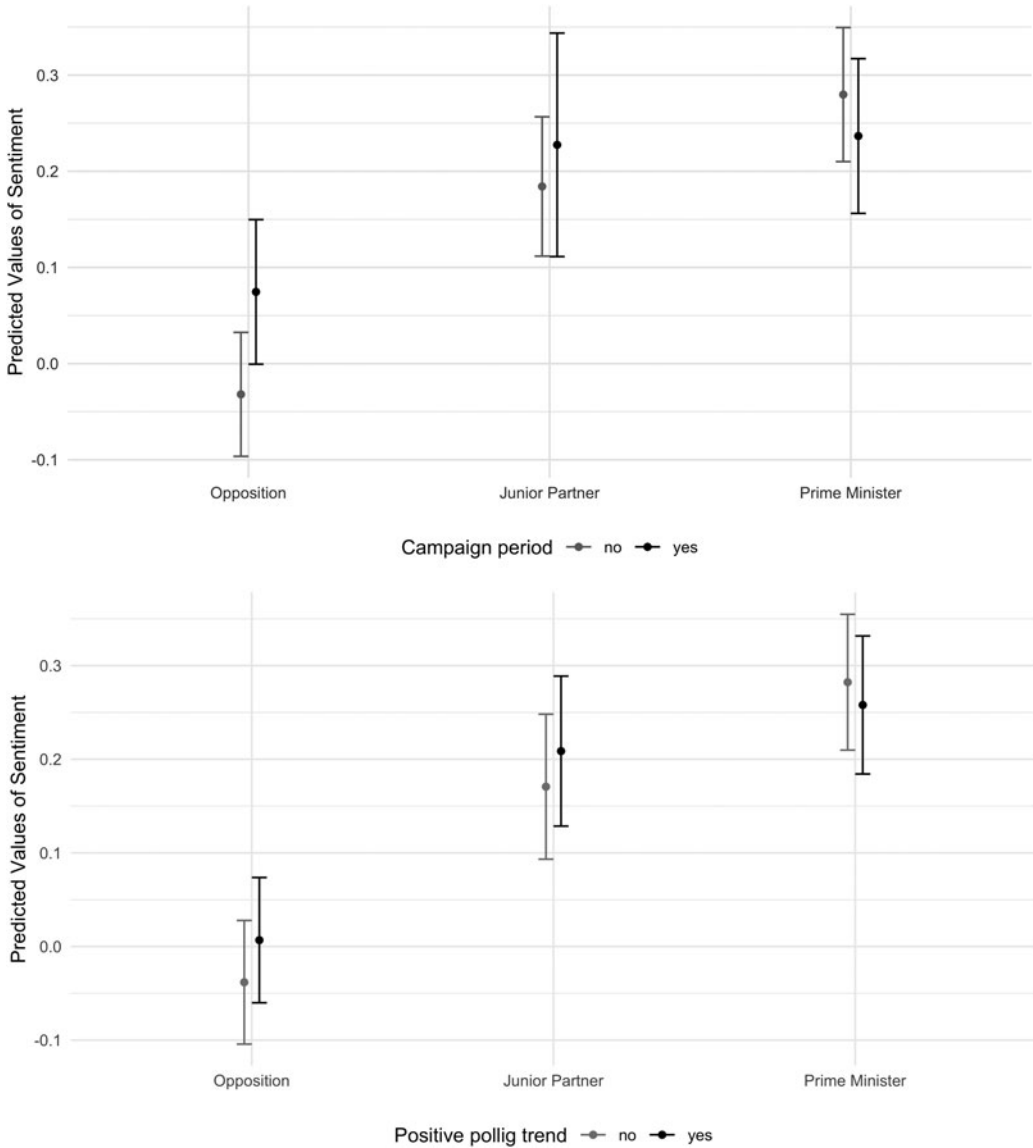 Predicted Values of Sentiment
0.3
0.2
0.1
0.0
-0.1
Opposition Junior Partner Prime Minister
Campaign period no yes
Predicted Values of Sentiment
0.3
0.2
0.1
0.0
-0.1
Opposition Junior Partner Prime Minister
Positive pollig trend no yes